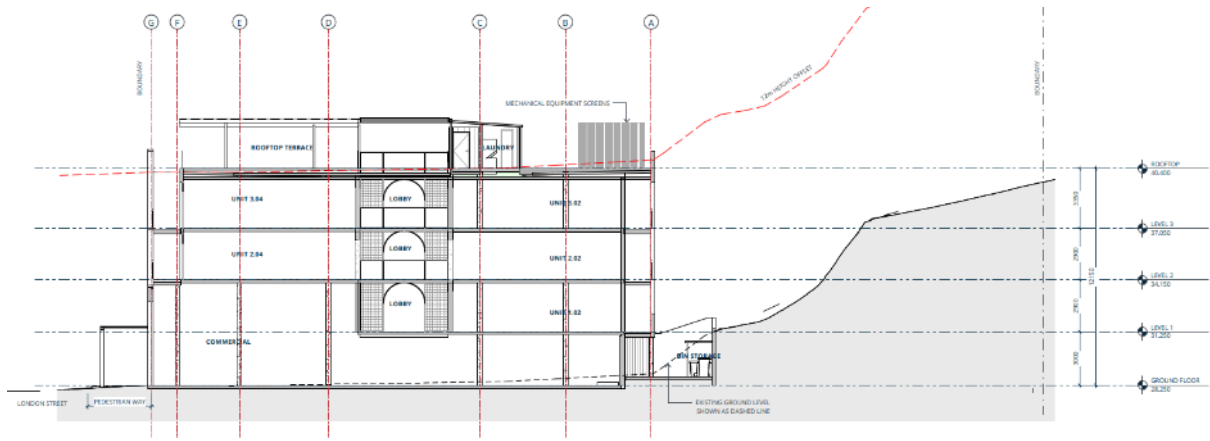 G F E D C B A
BOUNDARY
12m HEIGHT OFFSET
BOUNDARY
MECHANICAL EQUIPMENT SCREENS
ROOFTOP TERRACE
LAUNDRY
ROOFTOP
40,400
UNIT 3.04
LOBBY
UNIT 3.02
3350
LEVEL 3
37,050
UNIT 2.04
LOBBY
UNIT 2.02
2900
12150
LEVEL 2
34,150
LOBBY
UNIT 1.02
2900
LEVEL 1
31,250
COMMERCIAL
BIN STORAGE
3000
GROUND FLOOR
28,250
LONDON STREET
PEDESTRIAN WAY
EXISTING GROUND LEVEL
SHOWN AS DASHED LINE